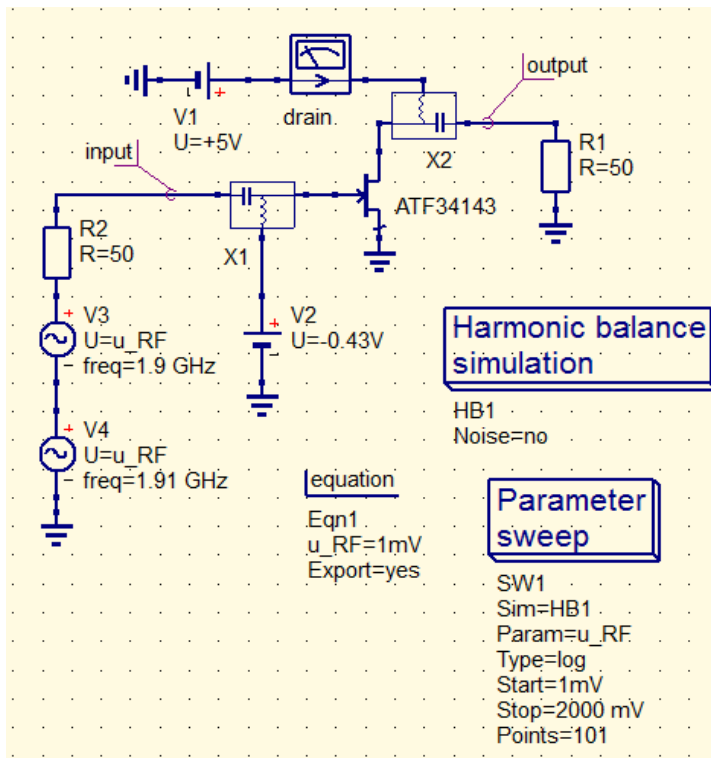 output
V1
U=+5V
drain
X2
R1
R=50
input
ATF34143
R2
R=50
X1
V3
U=u_RF
freq=1.9 GHz
V2
U=-0.43V
Harmonic balance
simulation
HB1
Noise=no
V4
U=u_RF
freq=1.91 GHz
equation
Eqn1
u_RF=1mV
Export=yes
Parameter
sweep
SW1
Sim=HB1
Param=u_RF
Type=log
Start=1mV
Stop=2000 mV
Points=101